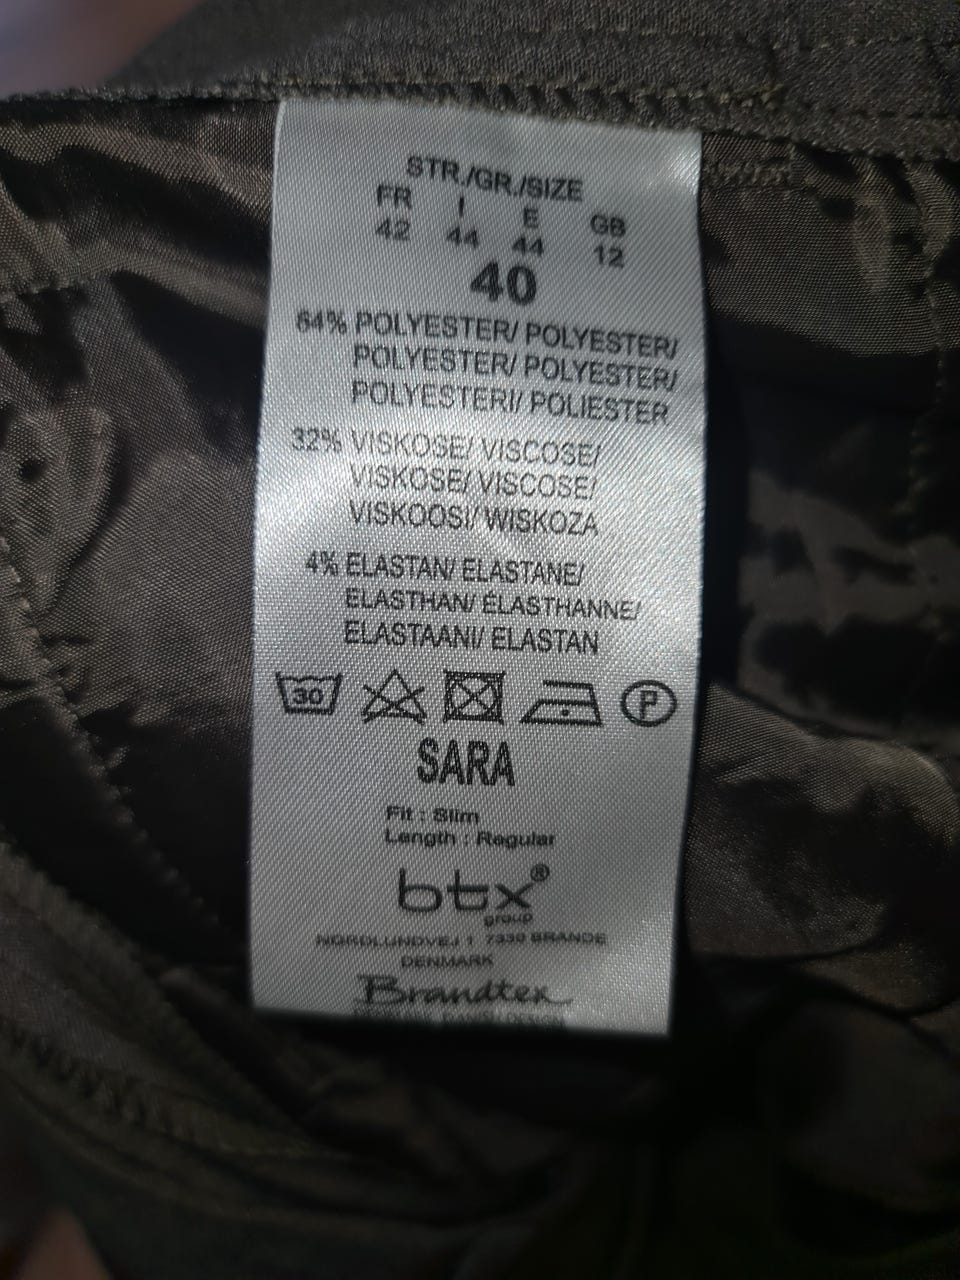 STR./GR./SIZE
FR I E GB
42 44 44 12
40
64% POLYESTER/ POLYESTER/
POLYESTER/ POLYESTER/
POLYESTERI/ POLIESTER
32% VISKOSE/ VISCOSE/
VISKOSE/ VISCOSE/
VISKOOSI/ WISKOZA
4% ELASTAN/ ELASTANE/
ELASTHAN/ ÉLASTHANNE/
ELASTAANI/ ELASTAN
30 P
SARA
Fit : Slim
Length : Regular
btx®
group
NORDLUNDVEJ 1 7330 BRANDE
DENMARK
Brandtex